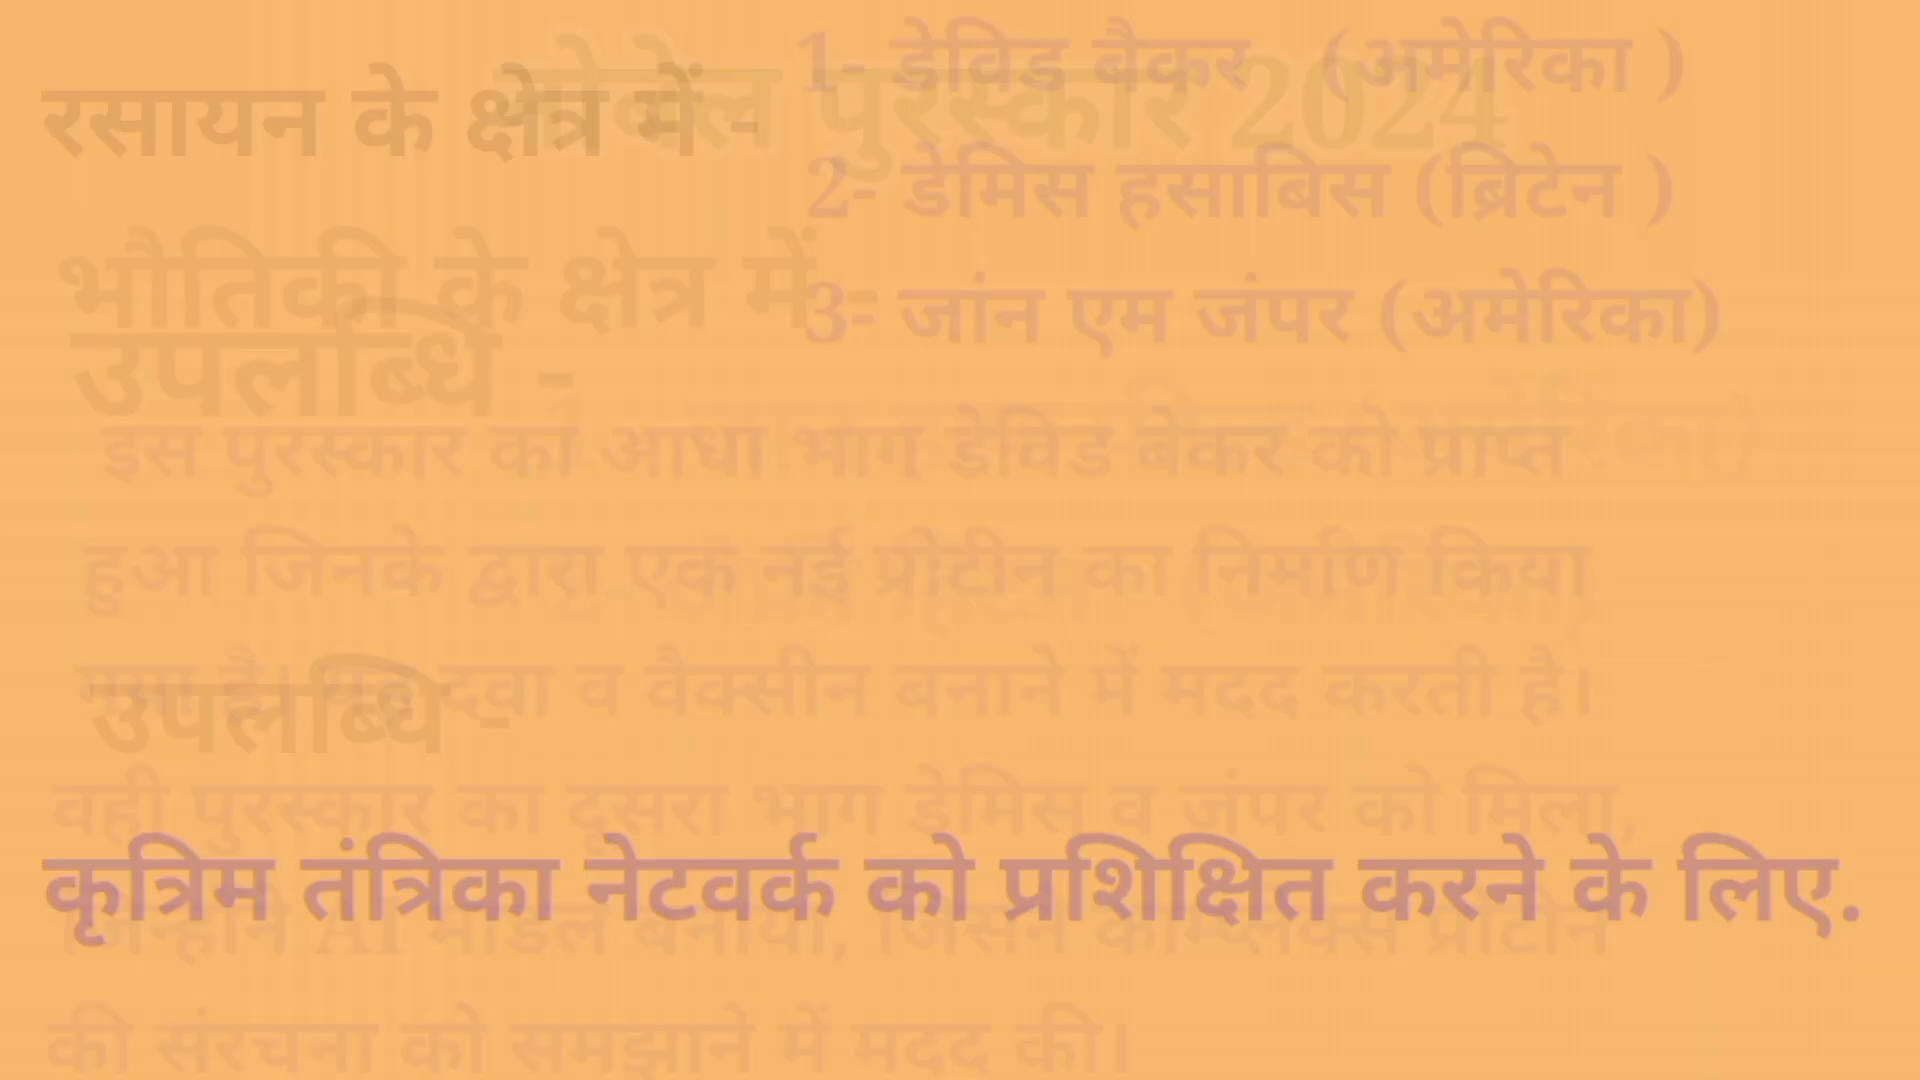 नोबेल पुरस्कार 2024
रसायन के क्षेत्र में -
1- डेविड बैकर (अमेरिका )
2- डेमिस हसाबिस (ब्रिटेन )
3- जांन एम जंपर (अमेरिका)
भौतिकी के क्षेत्र में -
उपलब्धि -
इस पुरस्कार का आधा भाग डेविड बेकर को प्राप्त
हुआ जिनके द्वारा एक नई प्रोटीन का निर्माण किया
गया है। यह दवा व वैक्सीन बनाने में मदद करती है।
उपलब्धि -
वही पुरस्कार का दूसरा भाग डेमिस व जंपर को मिला,
कृत्रिम तंत्रिका नेटवर्क को प्रशिक्षित करने के लिए.
जिन्होंने AI मॉडल बनाया, जिसने कॉम्प्लेक्स प्रोटीन
की संरचना को समझाने में मदद की।